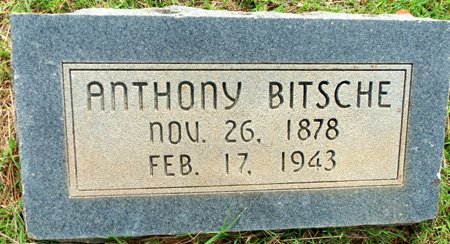 ANTHONY BITSCHE
NOV. 26, 1878
FEB. 17, 1943